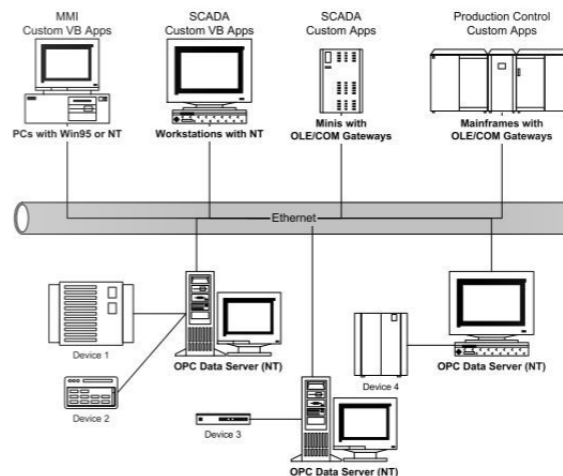 MMI
Custom VB Apps
SCADA
Custom VB Apps
SCADA
Custom Apps
Production Control
Custom Apps
PCs with Win95 or NT
Workstations with NT
Minis with
OLE/COM Gateways
Mainframes with
OLE/COM Gateways
Ethernet
Device 1
OPC Data Server (NT)
Device 4
OPC Data Server (NT)
Device 2
Device 3
OPC Data Server (NT)